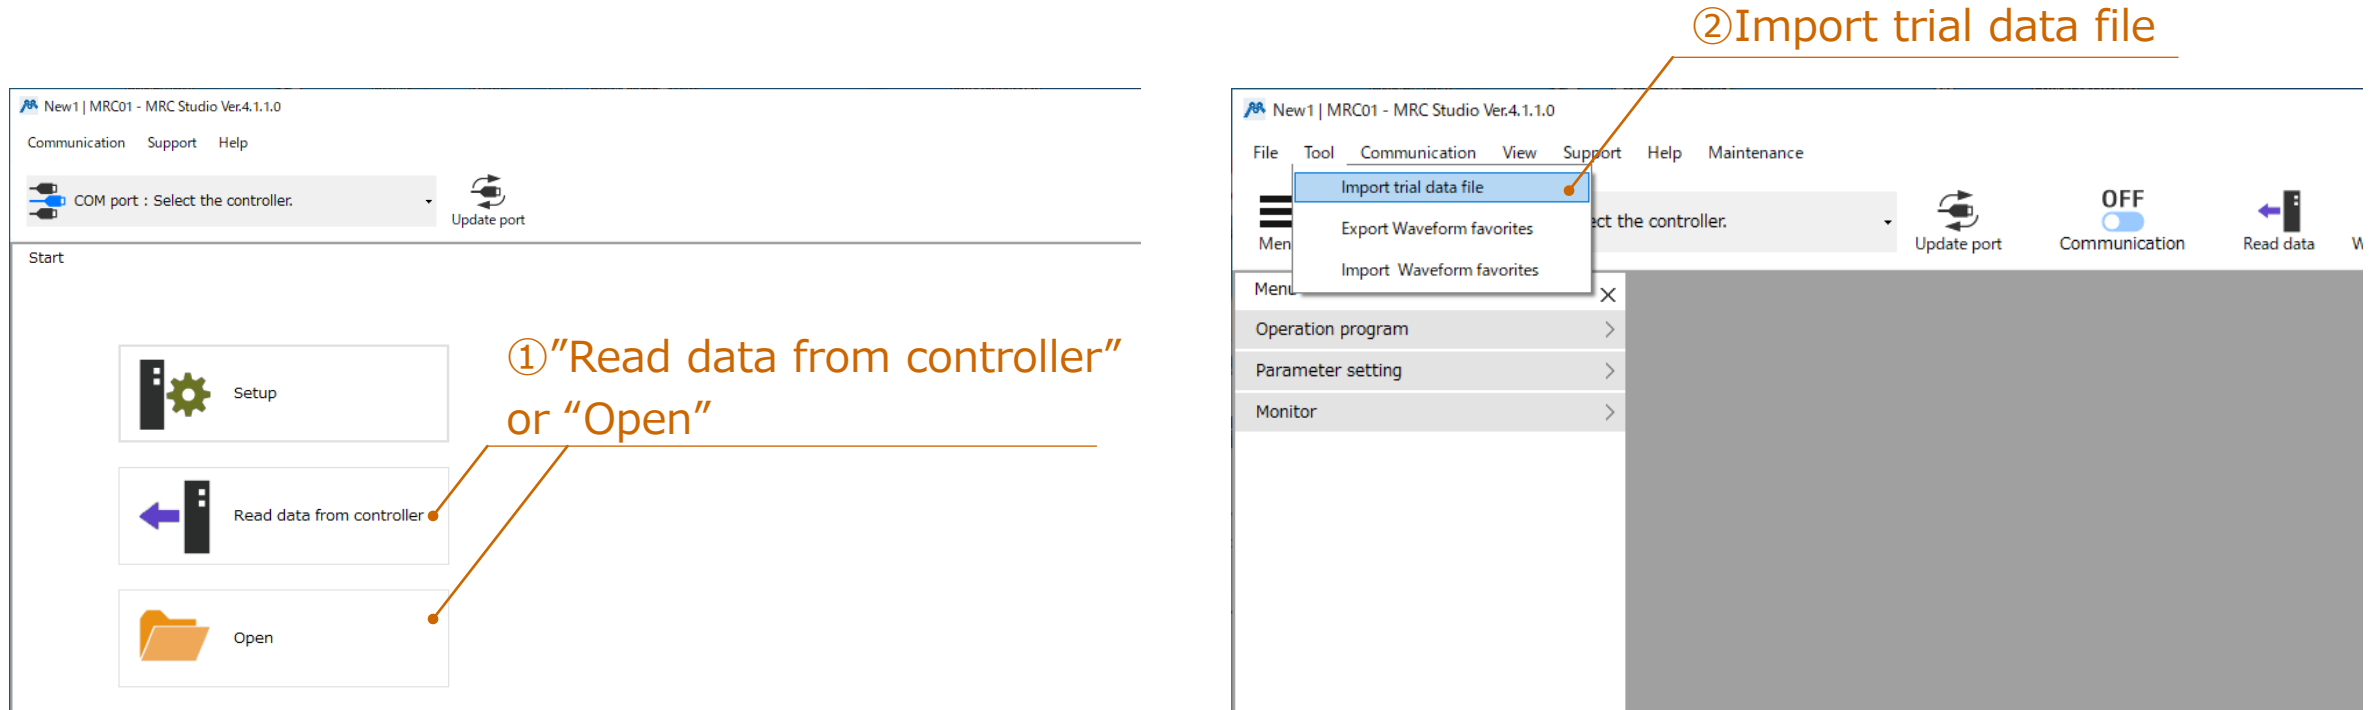 ②Import trial data file
New1 | MRC01 - MRC Studio Ver.4.1.1.0
Communication Support Help
COM port : Select the controller.
Update port
Start
Setup
①”Read data from controller”
or “Open”
Read data from controller
Open
New1 | MRC01 - MRC Studio Ver.4.1.1.0
File Tool Communication View Support Help Maintenance
Import trial data file
Export Waveform favorites
Import Waveform favorites
the controller.
Update port
OFF
Communication
Read data
Menu
Operation program
Parameter setting
Monitor